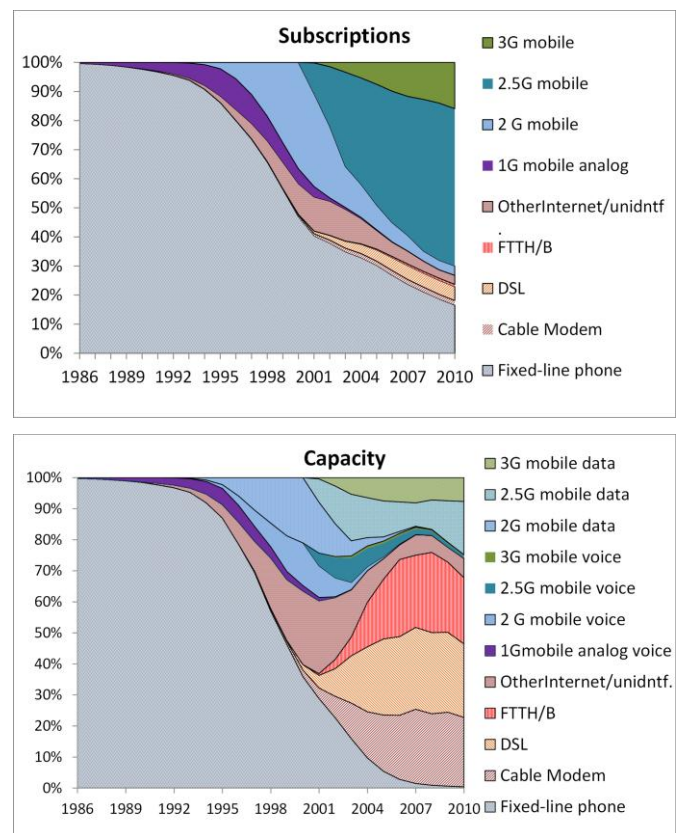 Subscriptions
100%
90%
80%
70%
60%
50%
40%
30%
20%
10%
0%
1986 1989 1992 1995 1998 2001 2004 2007 2010
3G mobile
2.5G mobile
2 G mobile
1G mobile analog
OtherInternet/unidntf
.
FTTH/B
DSL
Cable Modem
Fixed-line phone
Capacity
100%
90%
80%
70%
60%
50%
40%
30%
20%
10%
0%
1986 1989 1992 1995 1998 2001 2004 2007 2010
3G mobile data
2.5G mobile data
2G mobile data
3G mobile voice
2.5G mobile voice
2 G mobile voice
1Gmobile analog voice
OtherInternet/unidntf.
FTTH/B
DSL
Cable Modem
Fixed-line phone